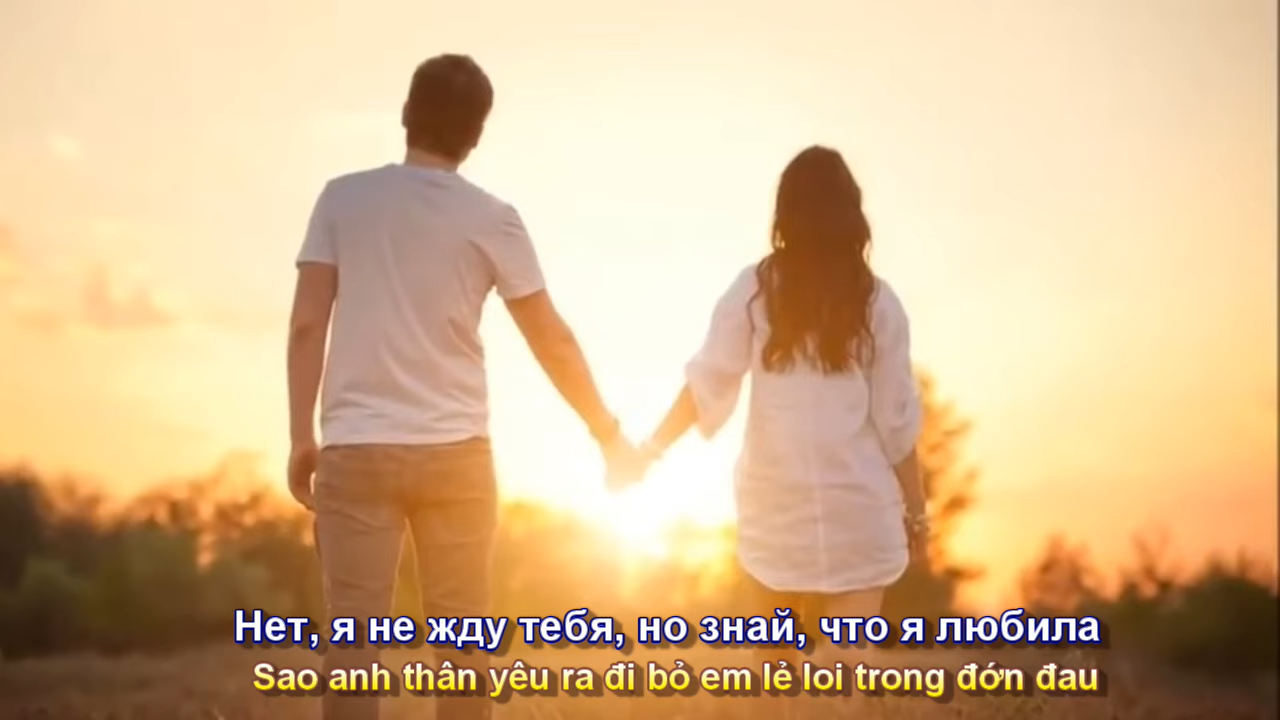 Нет, я не жду тебя, но знай, что я любила
Sao anh thân yêu ra đi bỏ em lẻ loi trong đớn đau